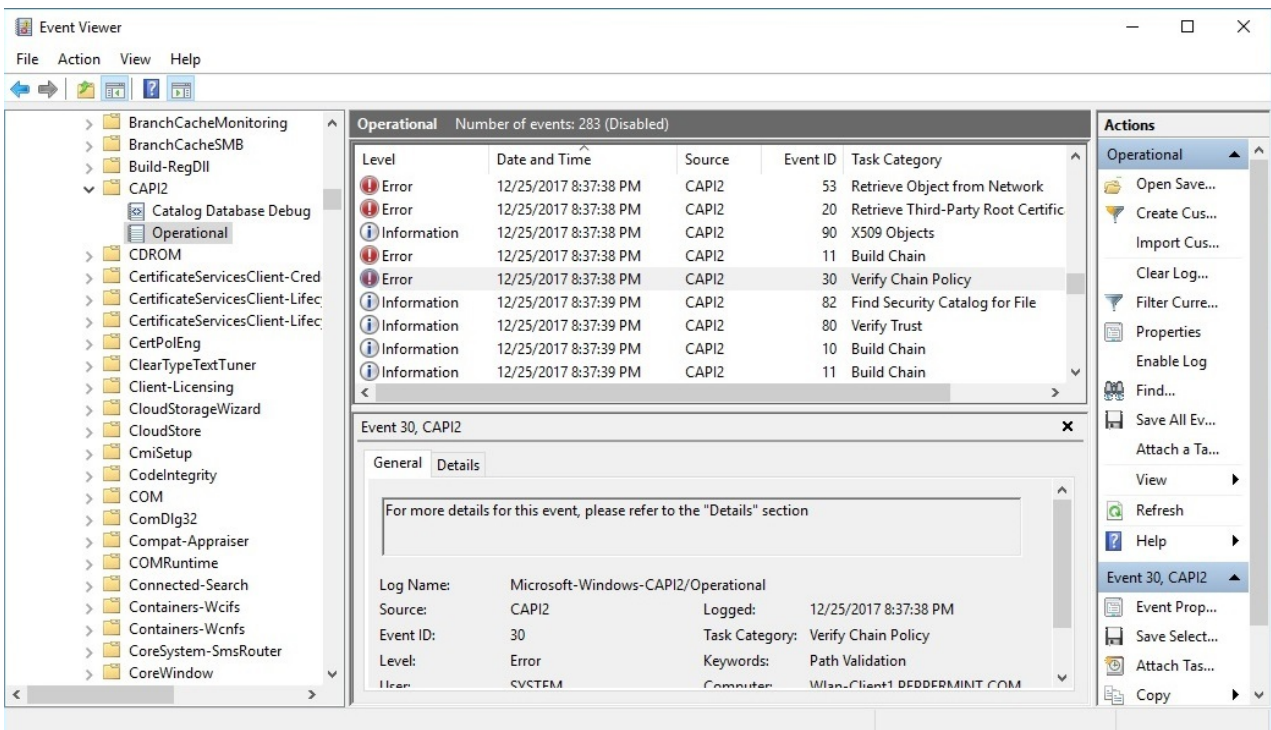 Event Viewer
File Action View Help
BranchCacheMonitoring
BranchCacheSMB
Build-RegDll
CAPI2
Catalog Database Debug
Operational
CDROM
CertificateServicesClient-Cred
CertificateServicesClient-Lifec
CertificateServicesClient-Lifec
CertPolEng
ClearTypeTextTuner
Client-Licensing
CloudStorageWizard
CloudStore
CmiSetup
CodeIntegrity
COM
ComDlg32
Compat-Appraiser
COMRuntime
Connected-Search
Containers-Wcifs
Containers-Wcnfs
CoreSystem-SmsRouter
CoreWindow
Operational Number of events: 283 (Disabled)
Level Date and Time Source Event ID Task Category
Error 12/25/2017 8:37:38 PM CAPI2 53 Retrieve Object from Network
Error 12/25/2017 8:37:38 PM CAPI2 20 Retrieve Third-Party Root Certific
Information 12/25/2017 8:37:38 PM CAPI2 90 X509 Objects
Error 12/25/2017 8:37:38 PM CAPI2 11 Build Chain
Error 12/25/2017 8:37:38 PM CAPI2 30 Verify Chain Policy
Information 12/25/2017 8:37:39 PM CAPI2 82 Find Security Catalog for File
Information 12/25/2017 8:37:39 PM CAPI2 80 Verify Trust
Information 12/25/2017 8:37:39 PM CAPI2 10 Build Chain
Information 12/25/2017 8:37:39 PM CAPI2 11 Build Chain
Event 30, CAPI2
General Details
For more details for this event, please refer to the "Details" section
Log Name: Microsoft-Windows-CAPI2/Operational
Source: CAPI2 Logged: 12/25/2017 8:37:38 PM
Event ID: 30 Task Category: Verify Chain Policy
Level: Error Keywords: Path Validation
User: SYSTEM Computer: Wlan-Client1.PEPPERMINT.COM
Actions
Operational
Open Save...
Create Cus...
Import Cus...
Clear Log...
Filter Curre...
Properties
Enable Log
Find...
Save All Ev...
Attach a Ta...
View
Refresh
Help
Event 30, CAPI2
Event Prop...
Save Select...
Attach Tas...
Copy